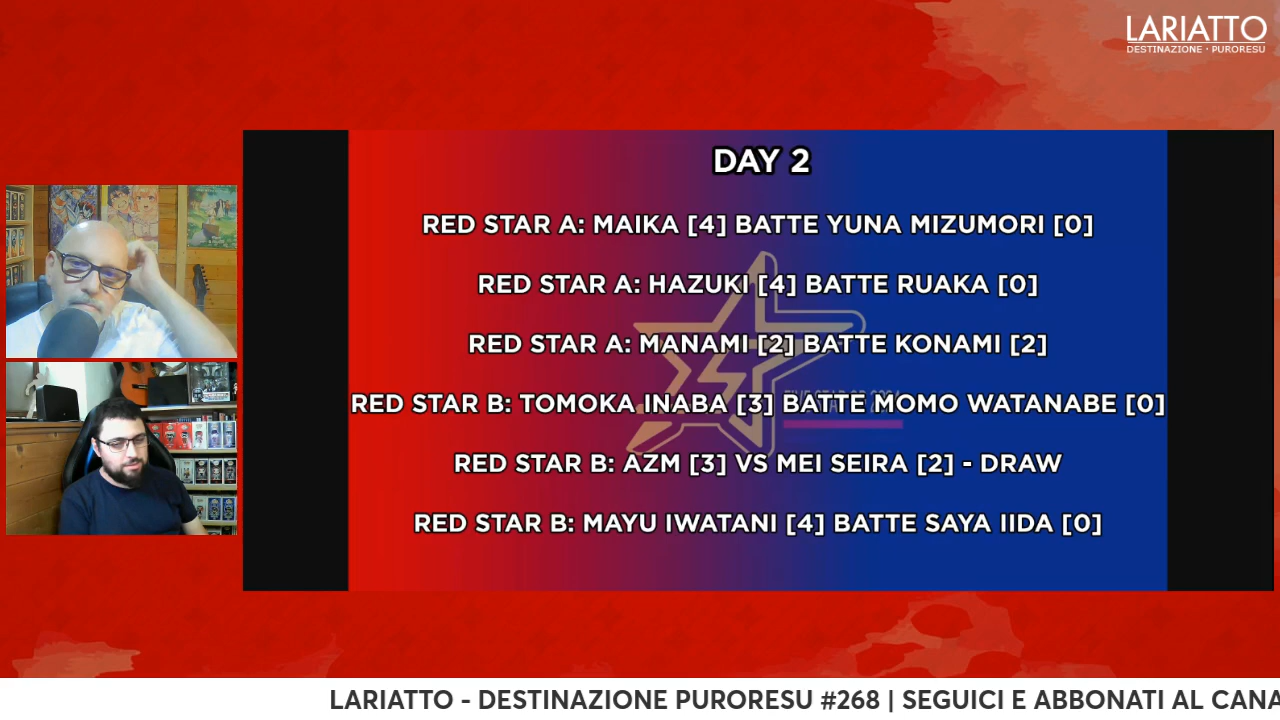 LARIATTO
DESTINAZIONE • PURORESU
DAY 2
RED STAR A: MAIKA [4] BATTE YUNA MIZUMORI [0]
RED STAR A: HAZUKI [4] BATTE RUAKA [0]
RED STAR A: MANAMI [2] BATTE KONAMI [2]
RED STAR B: TOMOKA INABA [3] BATTE MOMO WATANABE [0]
RED STAR B: AZM [3] VS MEI SEIRA [2] - DRAW
RED STAR B: MAYU IWATANI [4] BATTE SAYA IIDA [0]
LARIATTO - DESTINAZIONE PURORESU #268 | SEGUICI E ABBONATI AL CANA